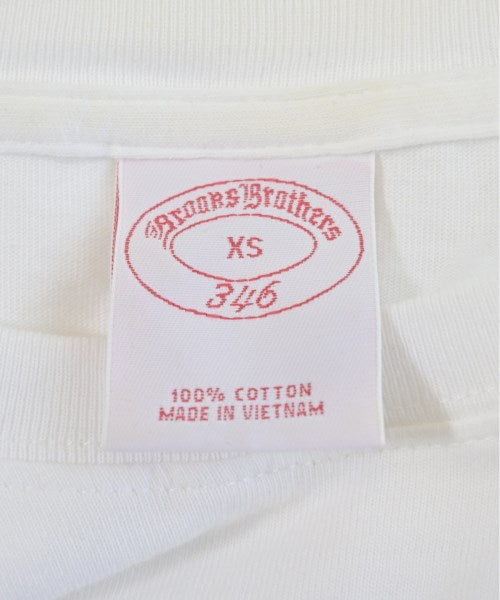 Brooks Brothers
XS
346
100% COTTON
MADE IN VIETNAM